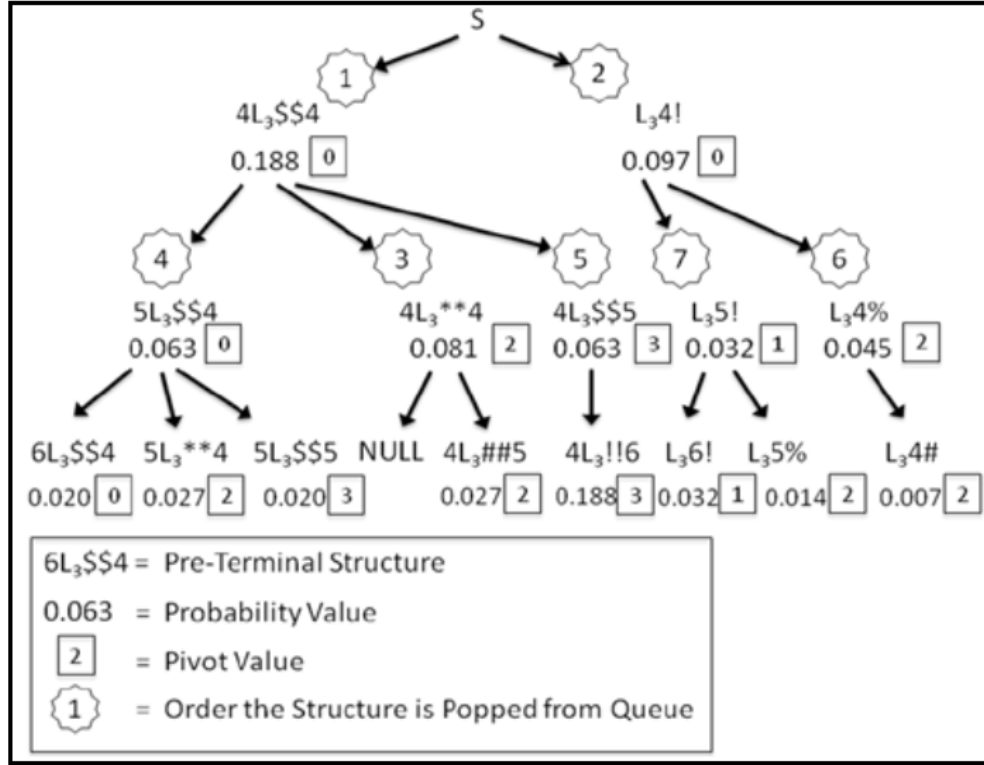 S
1 2
4L₃$$4 L₃4!
0.188 0 0.097 0
4 3 5 7 6
5L₃$$4 4L₃**4 4L₃$$5 L₃5! L₃4%
0.063 0 0.081 2 0.063 3 0.032 1 0.045 2
6L₃$$4 5L₃**4 5L₃$$5 NULL 4L₃##5 4L₃!!6 L₃6! L₃5% L₃4#
0.020 0 0.027 2 0.020 3 0.027 2 0.188 3 0.032 1 0.014 2 0.007 2
6L₃$$4 = Pre-Terminal Structure
0.063 = Probability Value
2 = Pivot Value
1 = Order the Structure is Popped from Queue